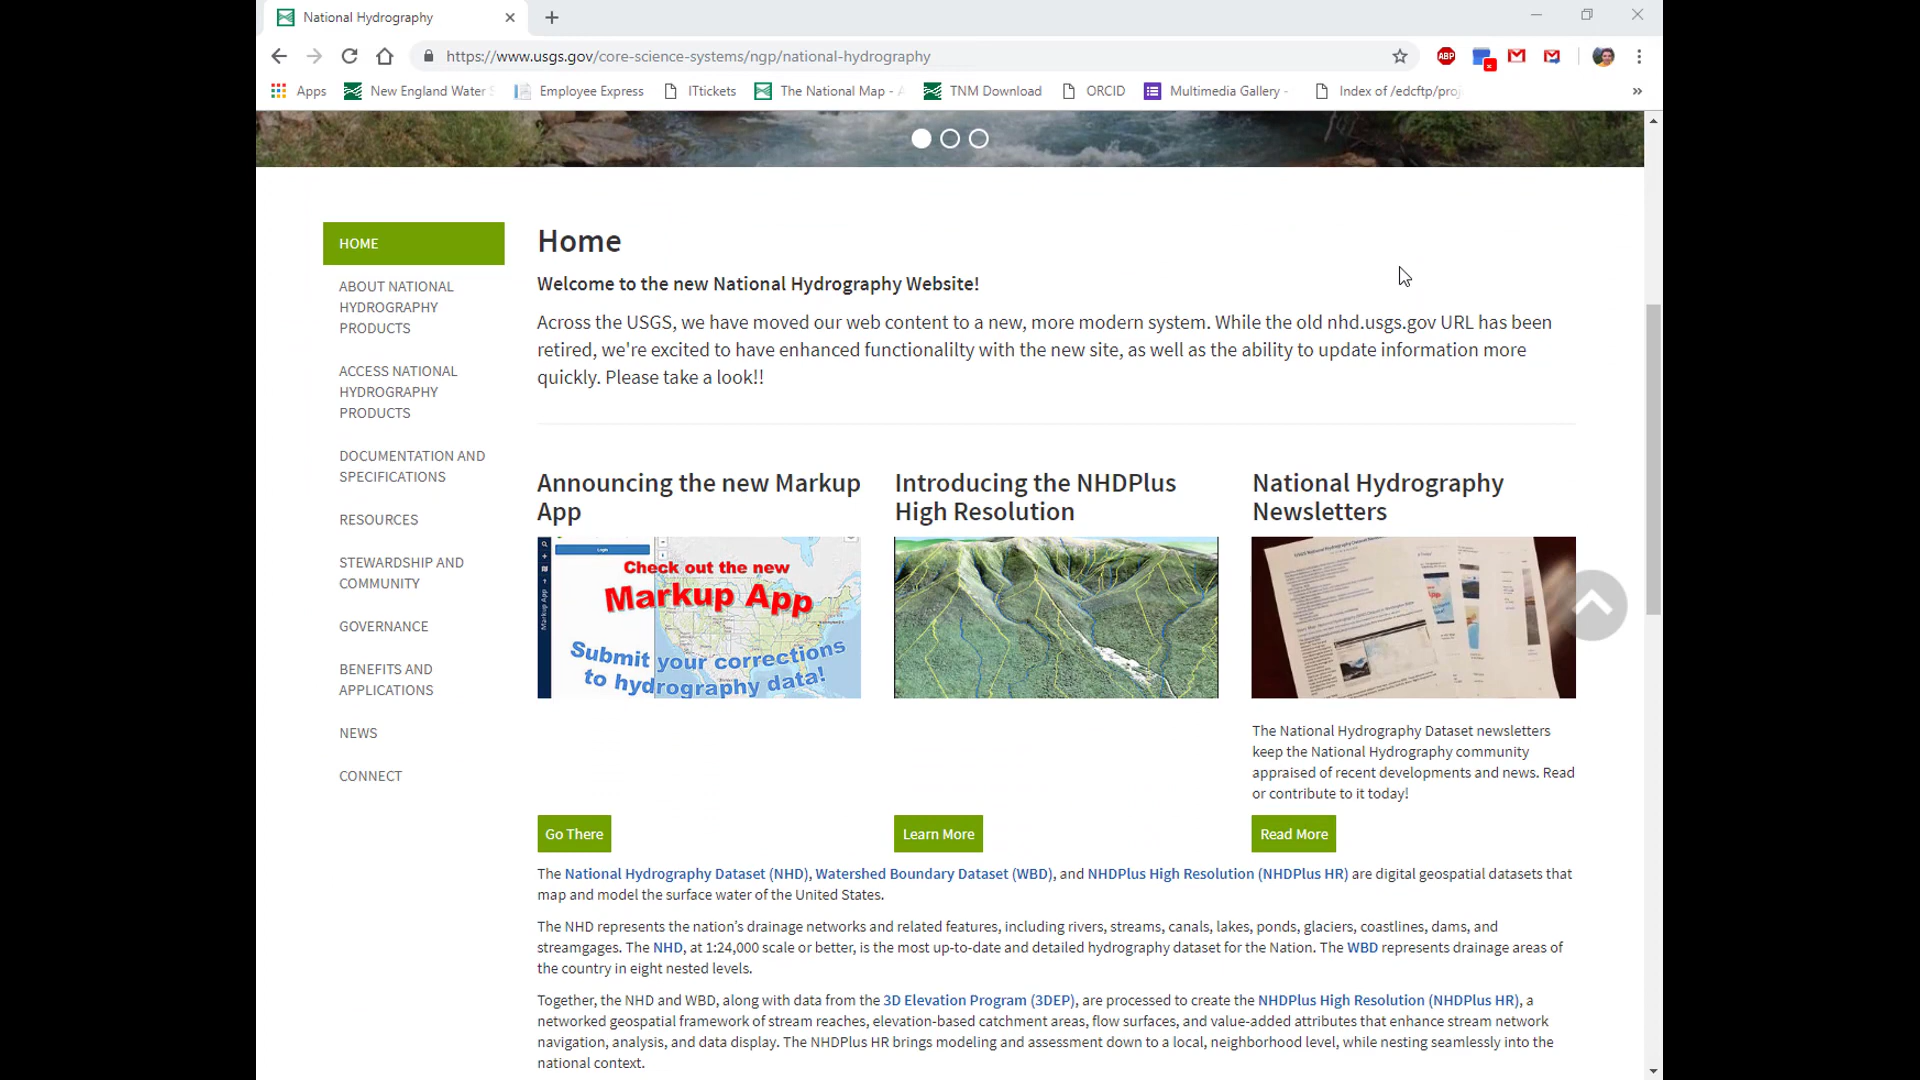 National Hydrography
https://www.usgs.gov/core-science-systems/ngp/national-hydrography
ABP
Apps
New England Water S
Employee Express
ITtickets
The National Map - A
TNM Download
ORCID
Multimedia Gallery -
Index of /edcftp/proj
HOME
ABOUT NATIONAL
HYDROGRAPHY
PRODUCTS
ACCESS NATIONAL
HYDROGRAPHY
PRODUCTS
DOCUMENTATION AND
SPECIFICATIONS
RESOURCES
STEWARDSHIP AND
COMMUNITY
GOVERNANCE
BENEFITS AND
APPLICATIONS
NEWS
CONNECT
Home
Welcome to the new National Hydrography Website!
Across the USGS, we have moved our web content to a new, more modern system. While the old nhd.usgs.gov URL has been
retired, we're excited to have enhanced functionalilty with the new site, as well as the ability to update information more
quickly. Please take a look!!
Announcing the new Markup
App
Login
Markup App
Check out the new
Markup App
Submit your corrections
to hydrography data!
Go There
Introducing the NHDPlus
High Resolution
Learn More
National Hydrography
Newsletters
The National Hydrography Dataset newsletters
keep the National Hydrography community
appraised of recent developments and news. Read
or contribute to it today!
Read More
The National Hydrography Dataset (NHD), Watershed Boundary Dataset (WBD), and NHDPlus High Resolution (NHDPlus HR) are digital geospatial datasets that
map and model the surface water of the United States.
The NHD represents the nation’s drainage networks and related features, including rivers, streams, canals, lakes, ponds, glaciers, coastlines, dams, and
streamgages. The NHD, at 1:24,000 scale or better, is the most up-to-date and detailed hydrography dataset for the Nation. The WBD represents drainage areas of
the country in eight nested levels.
Together, the NHD and WBD, along with data from the 3D Elevation Program (3DEP), are processed to create the NHDPlus High Resolution (NHDPlus HR), a
networked geospatial framework of stream reaches, elevation-based catchment areas, flow surfaces, and value-added attributes that enhance stream network
navigation, analysis, and data display. The NHDPlus HR brings modeling and assessment down to a local, neighborhood level, while nesting seamlessly into the
national context.